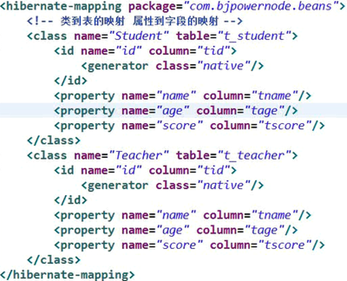 <hibernate-mapping package="com.bjpowernode.beans">
<!-- 类到表的映射 属性到字段的映射 -->
<class name="Student" table="t_student">
<id name="id" column="tid">
<generator class="native"/>
</id>
<property name="name" column="tname"/>
<property name="age" column="tage"/>
<property name="score" column="tscore"/>
</class>
<class name="Teacher" table="t_teacher">
<id name="id" column="tid">
<generator class="native"/>
</id>
<property name="name" column="tname"/>
<property name="age" column="tage"/>
<property name="score" column="tscore"/>
</class>
</hibernate-mapping>